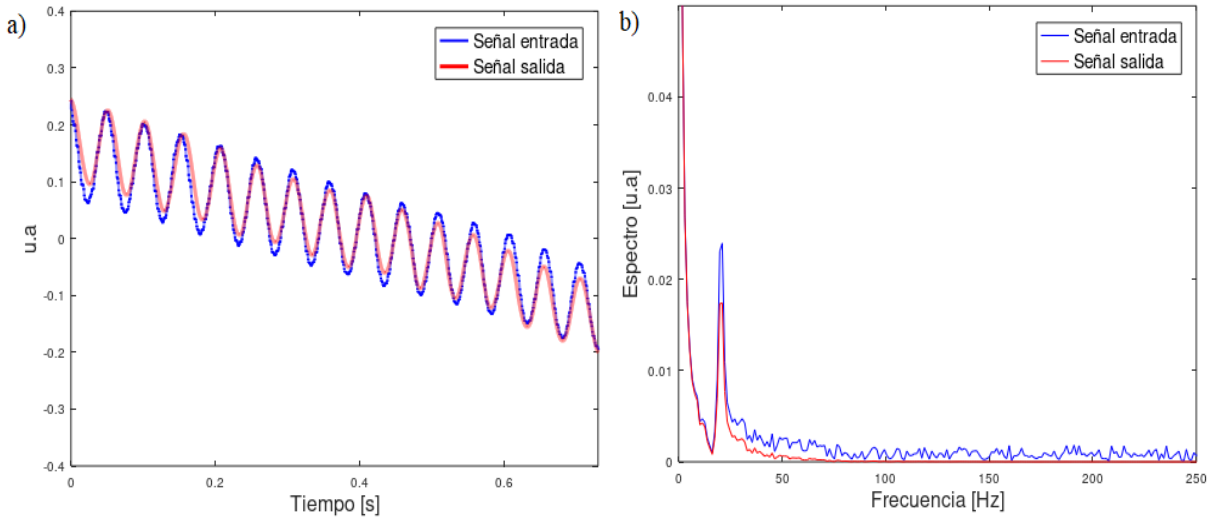 a)
0.4
0.3
0.2
0.1
0
-0.1
-0.2
-0.3
-0.4
u.a
0
0.2
0.4
0.6
Tiempo [s]
Señal entrada
Señal salida
b)
0.04
0.03
0.02
0.01
0
Espectro [u.a]
0
50
100
150
200
250
Frecuencia [Hz]
Señal entrada
Señal salida